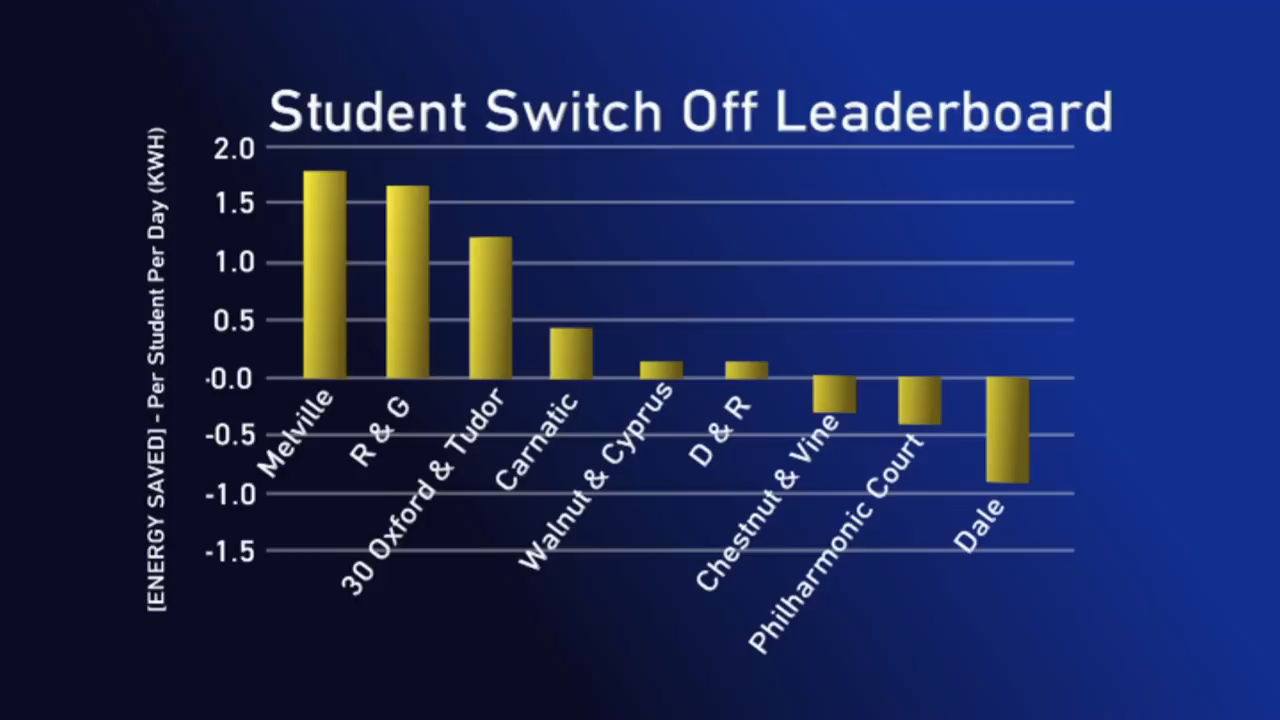 Student Switch Off Leaderboard
[ENERGY SAVED] - Per Student Per Day (KWH)
2.0
1.5
1.0
0.5
-0.0
-0.5
-1.0
-1.5
Melville
R & G
30 Oxford & Tudor
Carnatic
Walnut & Cyprus
D & R
Chestnut & Vine
Philharmonic Court
Dale